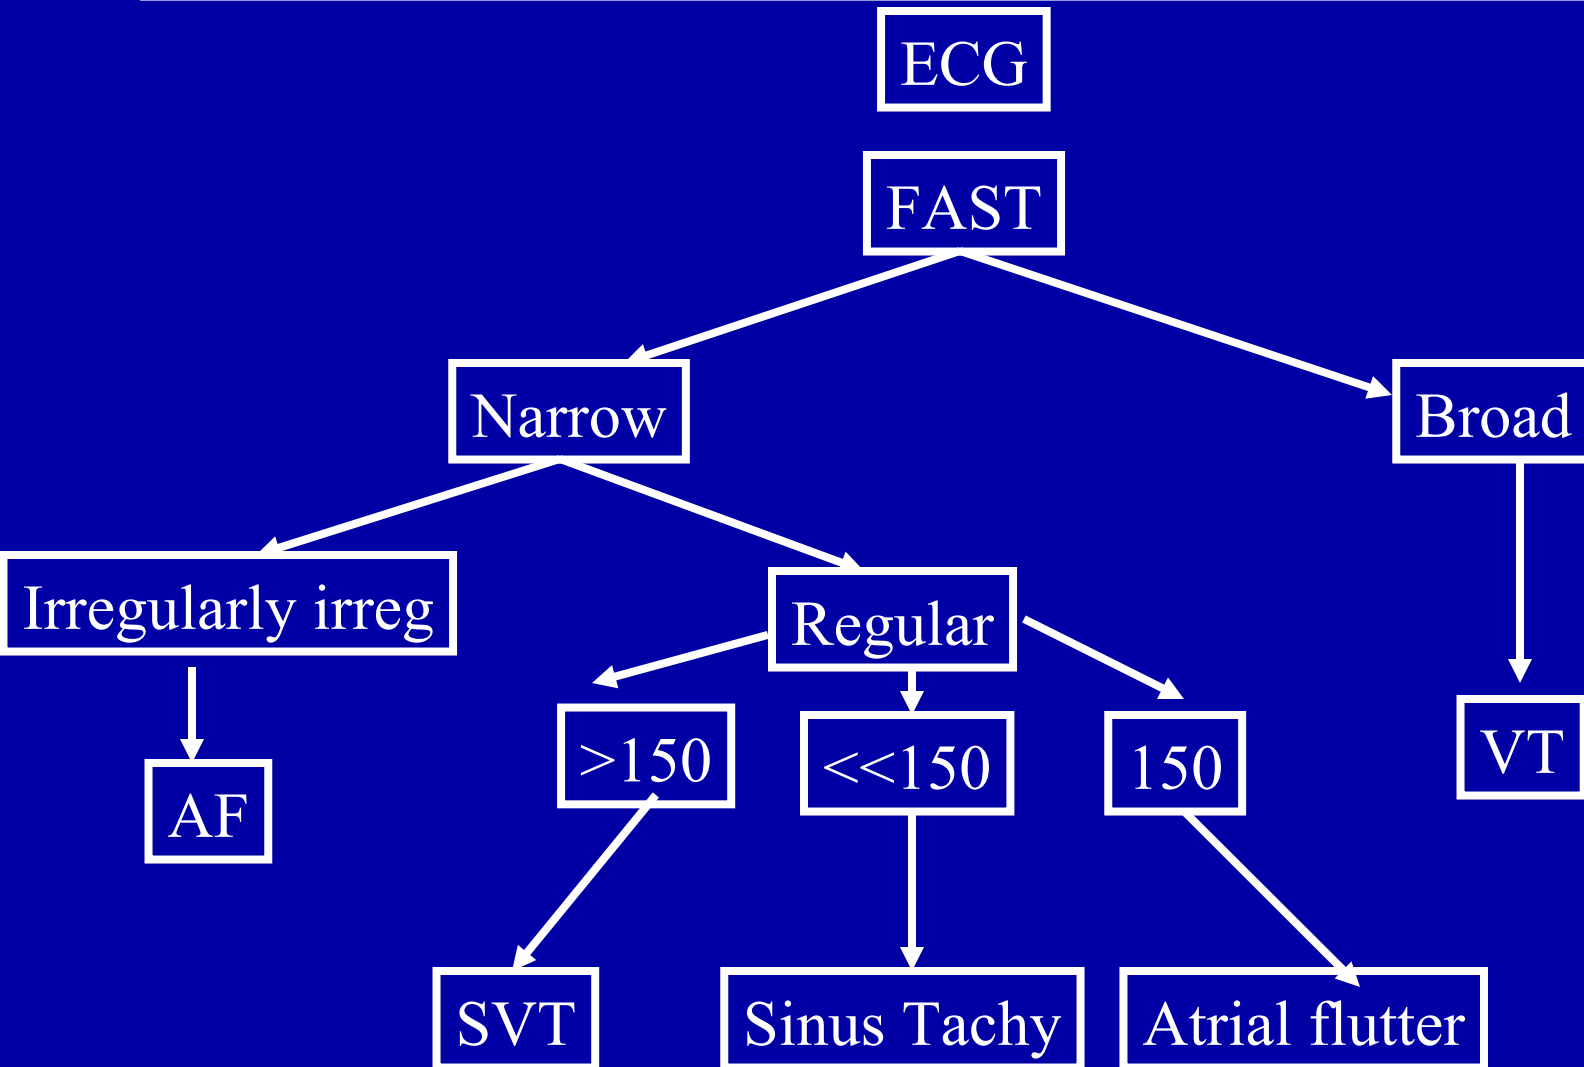 ECG
FAST
Narrow
Broad
Irregularly irreg
Regular
>150
<<150
150
VT
AF
SVT
Sinus Tachy
Atrial flutter